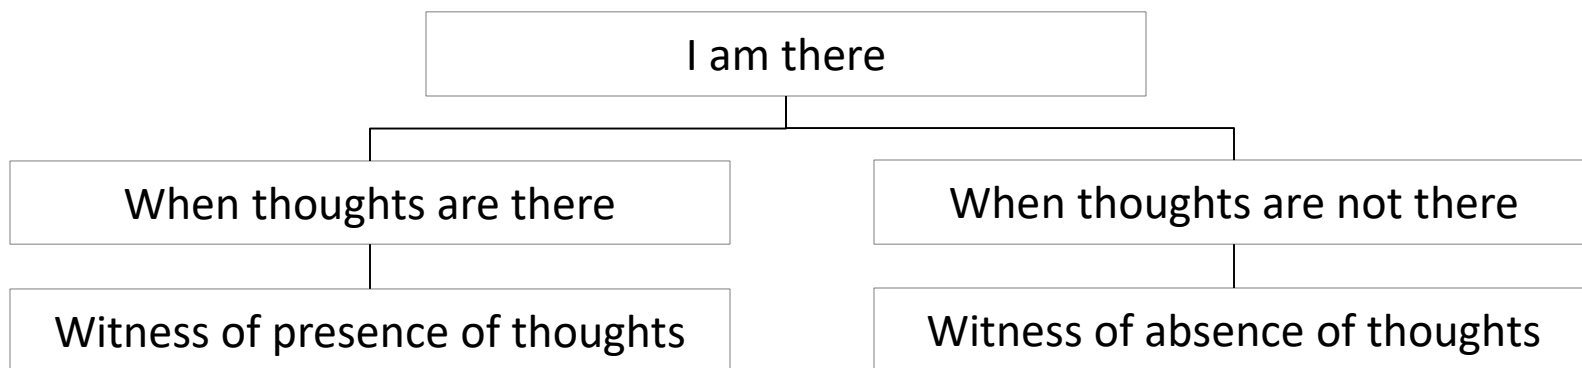 I am there
When thoughts are there
When thoughts are not there
Witness of presence of thoughts
Witness of absence of thoughts